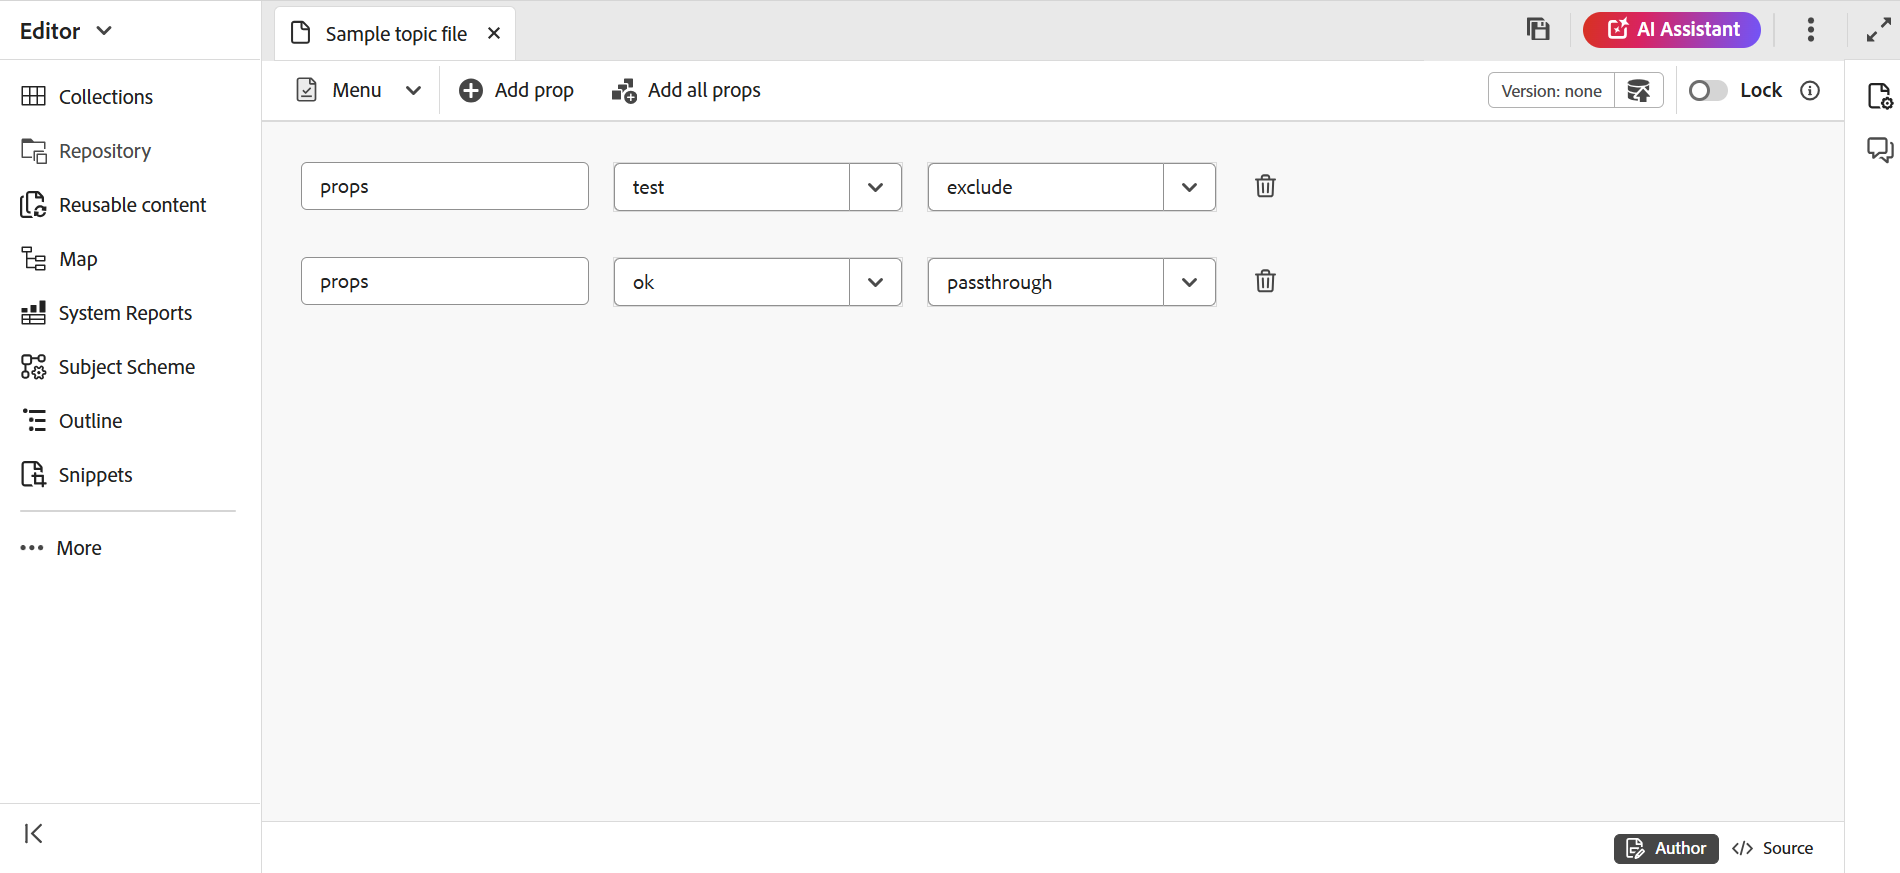 Editor
Sample topic file
AI Assistant
Menu
Add prop
Add all props
Version: none
Lock
Collections
Repository
Reusable content
Map
System Reports
Subject Scheme
Outline
Snippets
More
props
test
exclude
props
ok
passthrough
Author
Source